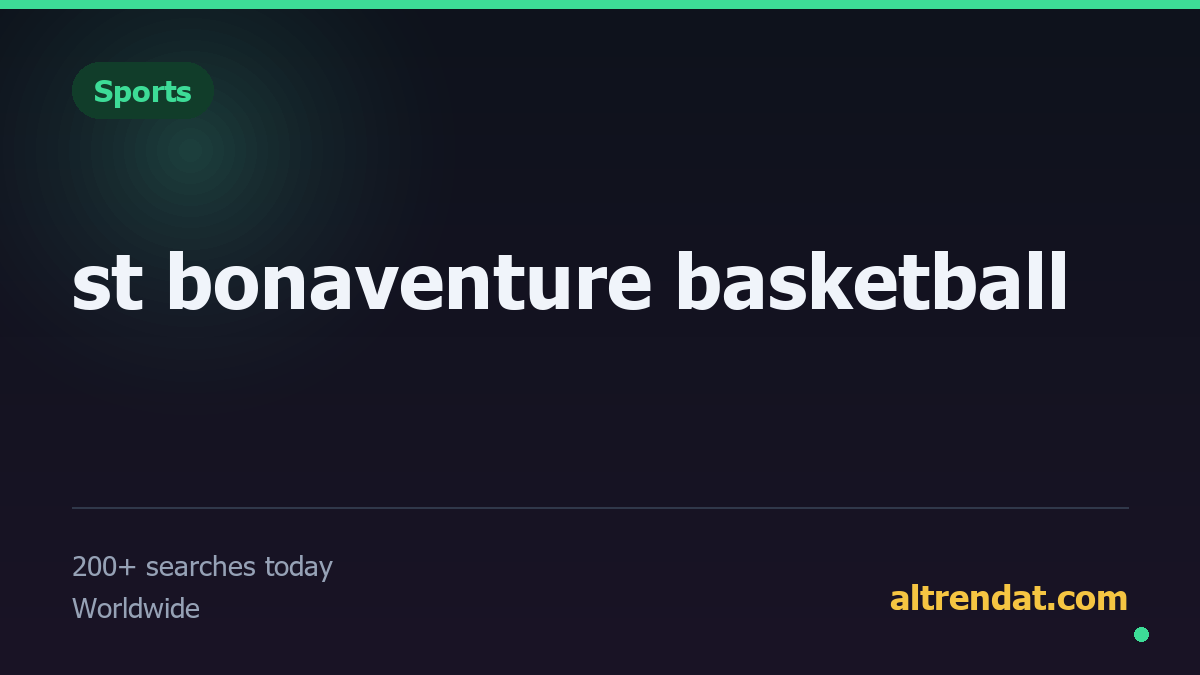 Sports
st bonaventure basketball
200+ searches today
Worldwide
altrendat.com